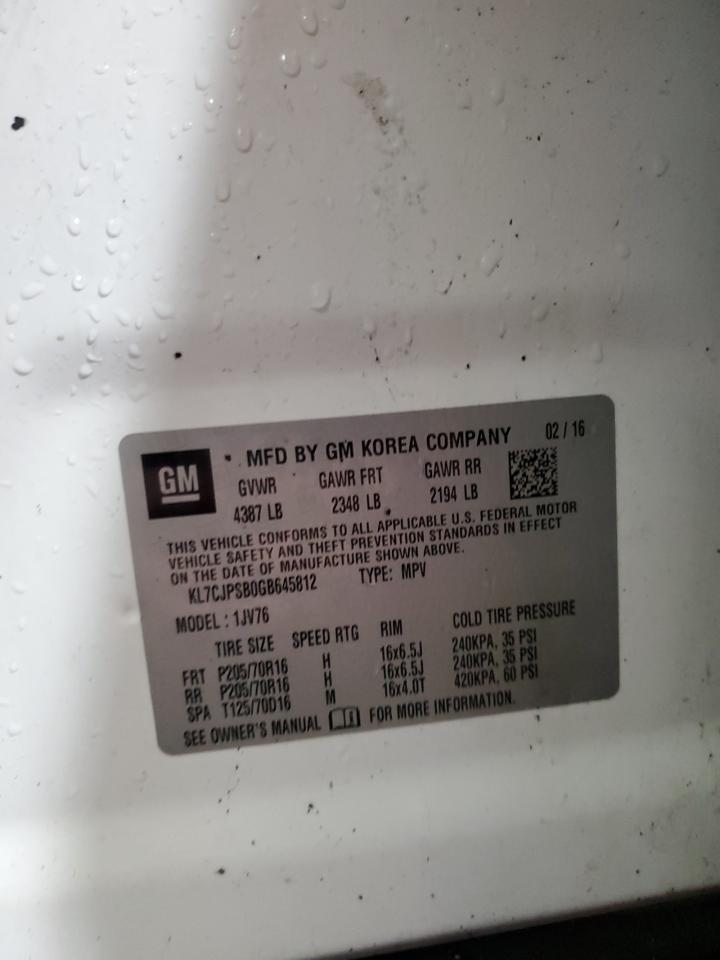 GM
MFD BY GM KOREA COMPANY 02 / 16
GVWR GAWR FRT GAWR RR
4387 LB 2348 LB 2194 LB
THIS VEHICLE CONFORMS TO ALL APPLICABLE U.S. FEDERAL MOTOR
VEHICLE SAFETY AND THEFT PREVENTION STANDARDS IN EFFECT
ON THE DATE OF MANUFACTURE SHOWN ABOVE.
KL7CJPSB0GB645812 TYPE: MPV
MODEL : 1JV76
TIRE SIZE SPEED RTG RIM COLD TIRE PRESSURE
FRT P205/70R16 H 16x6.5J 240KPA, 35 PSI
RR P205/70R16 H 16x6.5J 240KPA, 35 PSI
SPA T125/70D16 M 16x4.0T 420KPA, 60 PSI
SEE OWNER'S MANUAL FOR MORE INFORMATION.